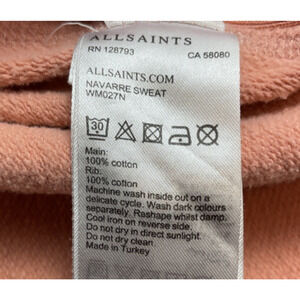 ALLSAINTS
RN 128793 CA 58080
ALLSAINTS.COM
NAVARRE SWEAT
WM027N
30
Main:
100% cotton
Rib:
100% cotton
Machine wash inside out on a
delicate cycle. Wash dark colours
separately. Reshape whilst damp.
Cool iron on reverse side.
Do not dry in direct sunlight.
Do not dry clean
Made in Turkey